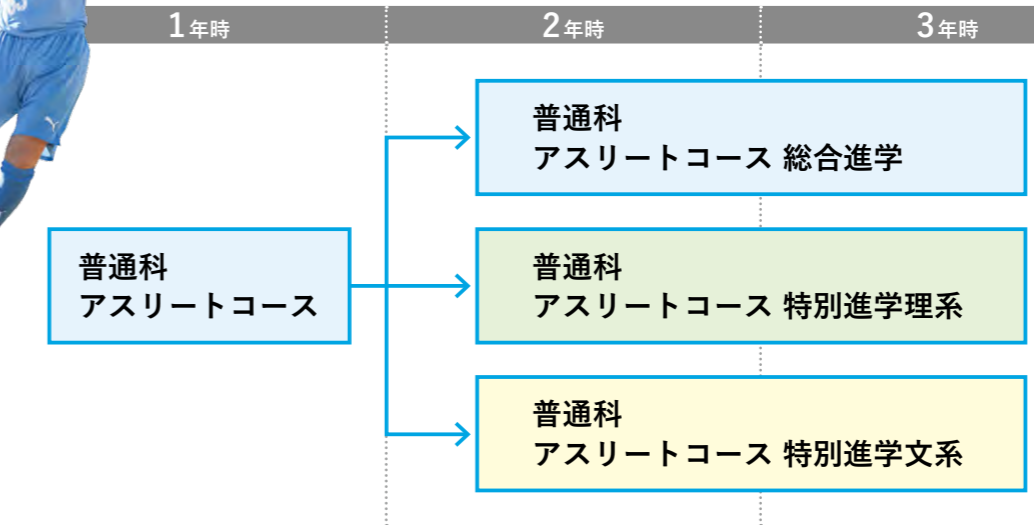 1年時 2年時 3年時
普通科
アスリートコース 総合進学
普通科
アスリートコース
普通科
アスリートコース 特別進学理系
普通科
アスリートコース 特別進学文系